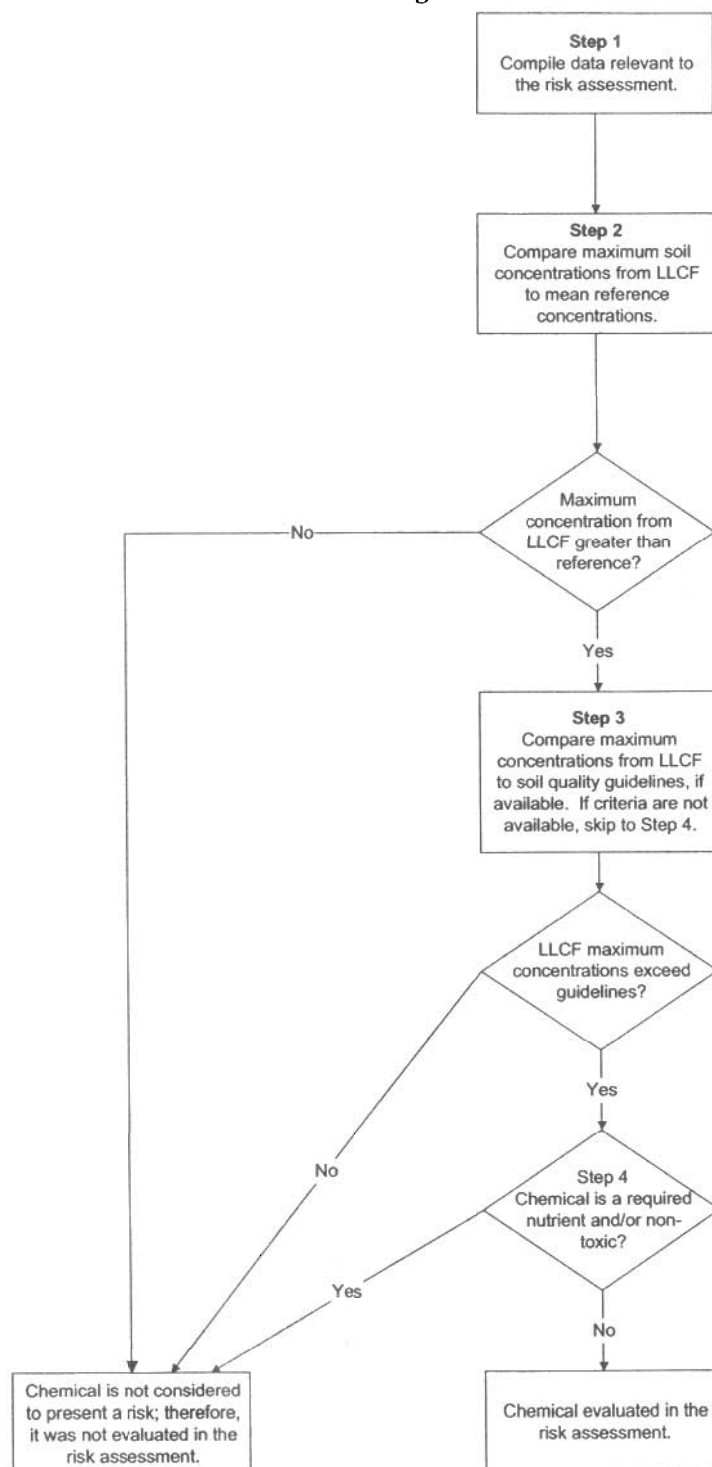 Step 1
Compile data relevant to
the risk assessment.
Step 2
Compare maximum soil
concentrations from LLCF
to mean reference
concentrations.
Maximum
concentration from
LLCF greater than
reference?
No
Yes
Step 3
Compare maximum
concentrations from LLCF
to soil quality guidelines, if
available. If criteria are not
available, skip to Step 4.
LLCF maximum
concentrations exceed
guidelines?
Yes
No
Step 4
Chemical is a required
nutrient and/or non-
toxic?
Yes
No
Chemical is not considered
to present a risk; therefore,
it was not evaluated in the
risk assessment.
Chemical evaluated in the
risk assessment.